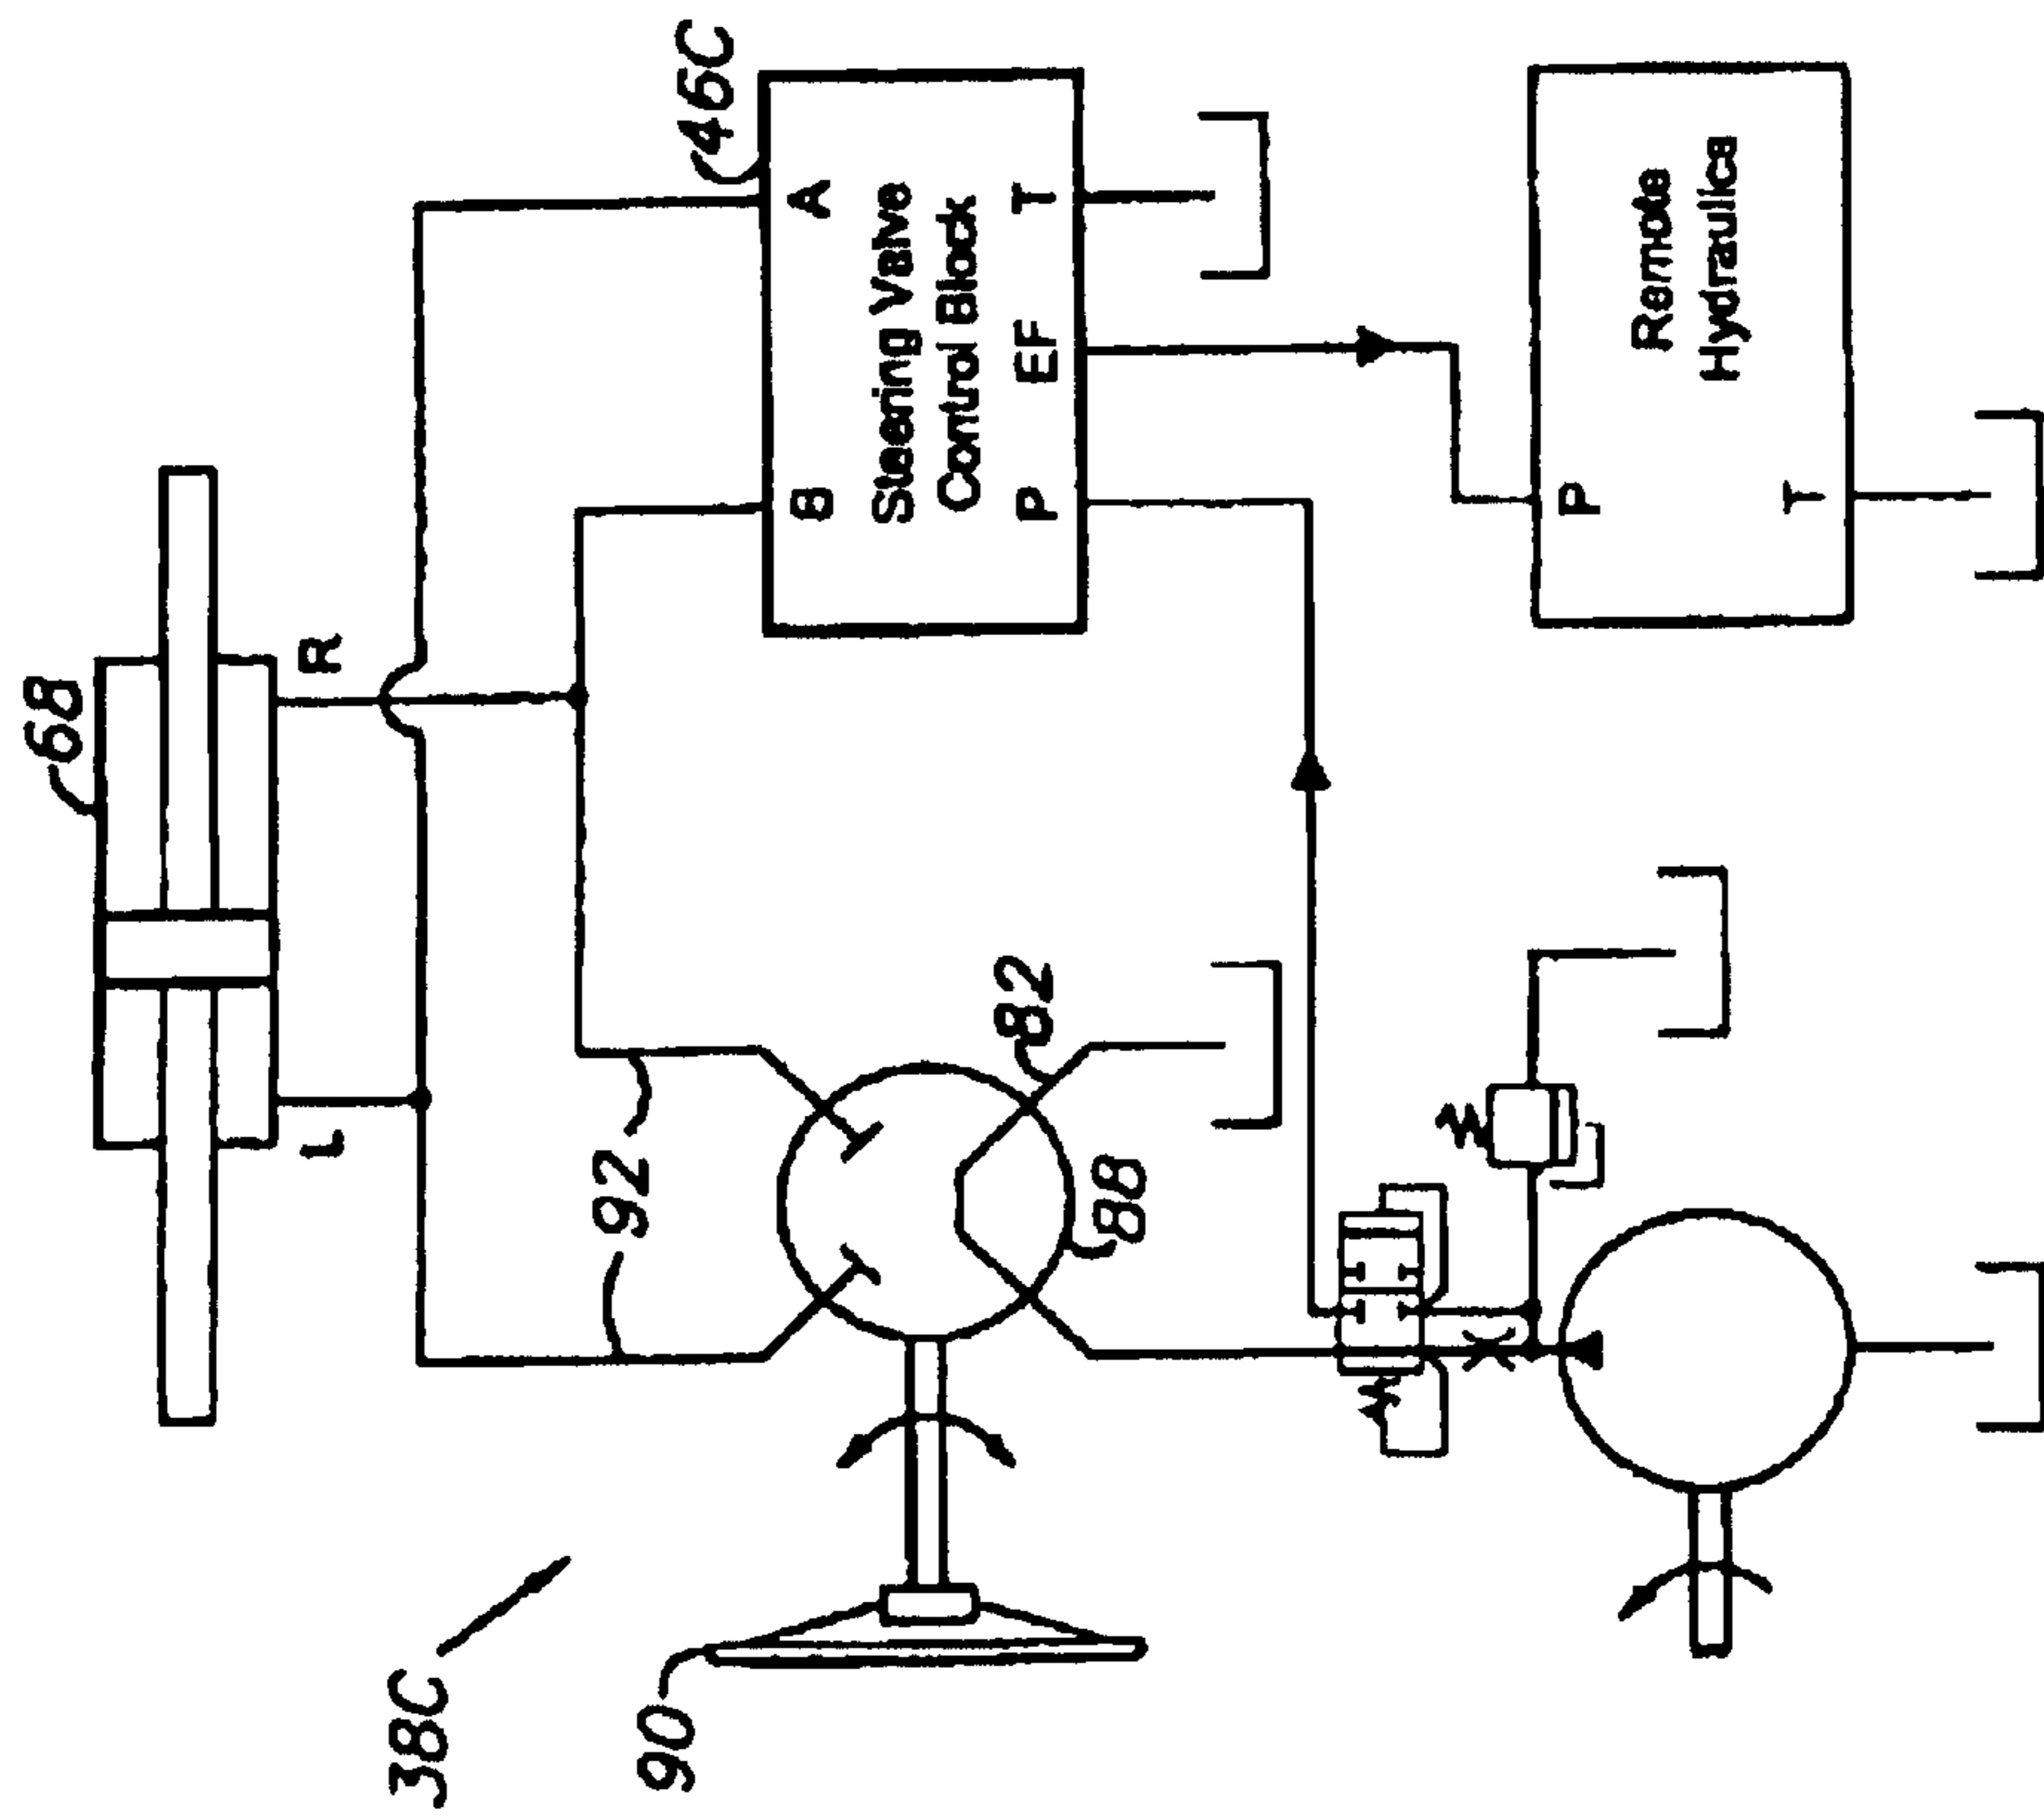 68
L
R
38C
92
46C
B
A
Steering Valve
Control Block
P
EF
T
90
82
88
P
Remote
Hydraulics
T